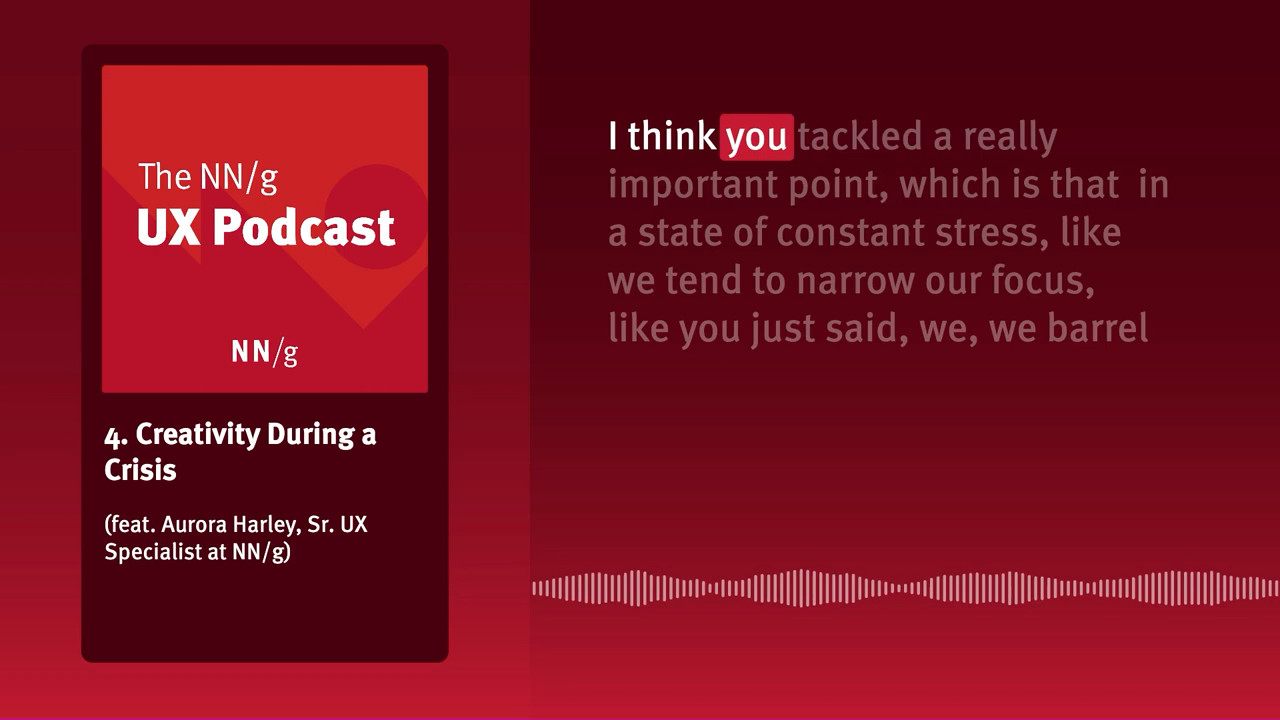 The NN/g
UX Podcast
NN/g
4. Creativity During a
Crisis
(feat. Aurora Harley, Sr. UX
Specialist at NN/g)
I think you tackled a really
important point, which is that  in
a state of constant stress, like
we tend to narrow our focus,
like you just said, we, we barrel